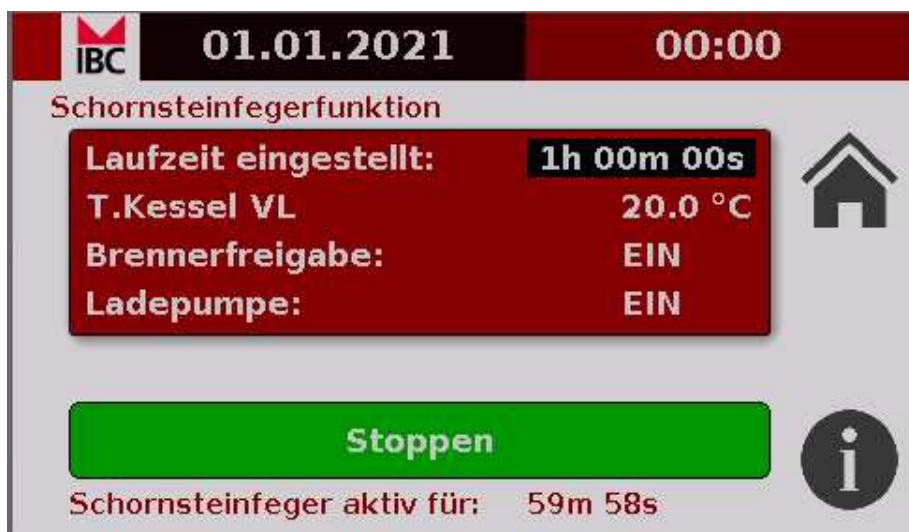 IBC 01.01.2021 00:00
Schornsteinfegerfunktion
Laufzeit eingestellt: 1h 00m 00s
T.Kessel VL 20.0 °C
Brennerfreigabe: EIN
Ladepumpe: EIN
Stoppen
Schornsteinfeger aktiv für: 59m 58s
i